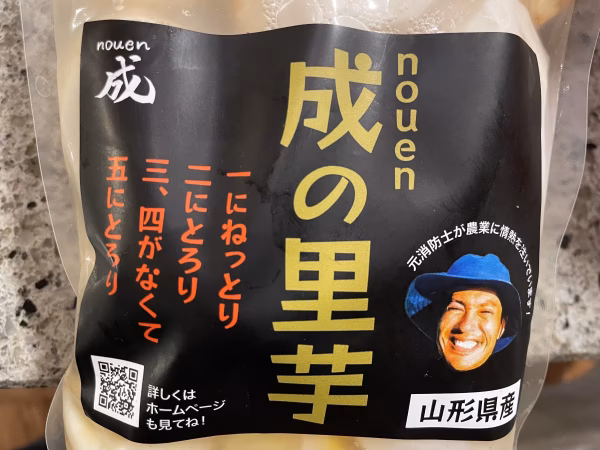 nouen
成
nouen
成の里芋
一にねっとり
二にとろり
三、四がなくて
五にとろり
元消防士が農業に情熱を注いでいます!
山形県産
詳しくは
ホームページ
も見てね!